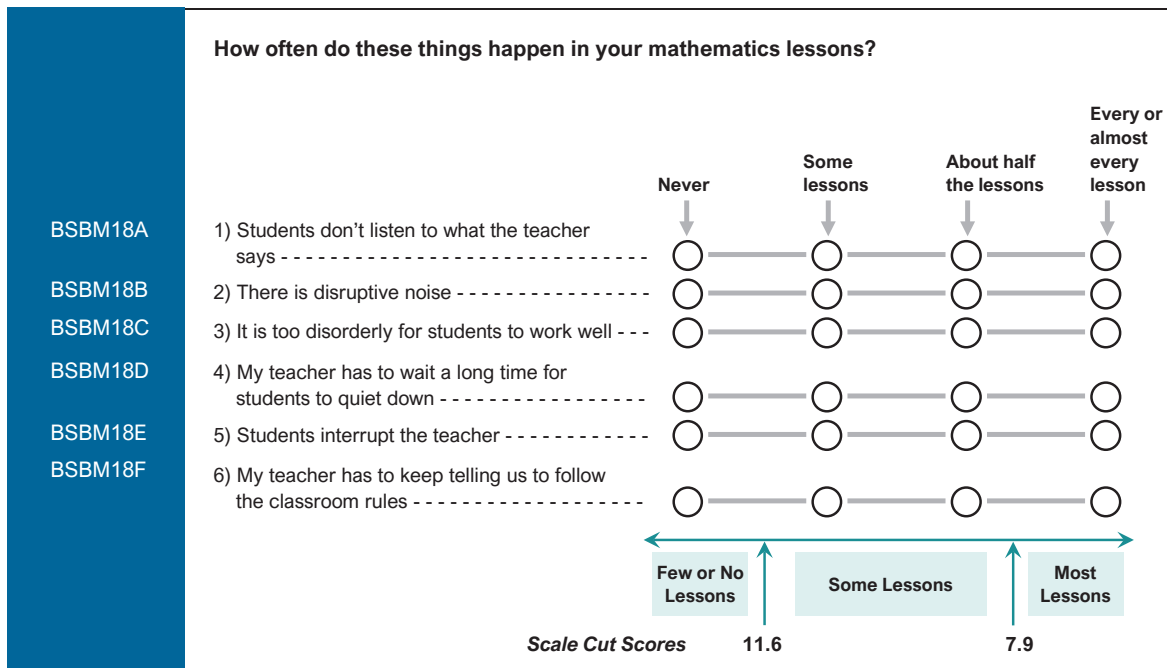 How often do these things happen in your mathematics lessons?
Never
Some
lessons
About half
the lessons
Every or
almost
every
lesson
BSBM18A
1) Students don’t listen to what the teacher
says - - - - - - - - - - - - - - - - - - - - - - - - - - - - - - -
BSBM18B
2) There is disruptive noise - - - - - - - - - - - - - - - -
BSBM18C
3) It is too disorderly for students to work well - - -
BSBM18D
4) My teacher has to wait a long time for
students to quiet down - - - - - - - - - - - - - - - - -
BSBM18E
5) Students interrupt the teacher - - - - - - - - - - - -
BSBM18F
6) My teacher has to keep telling us to follow
the classroom rules - - - - - - - - - - - - - - - - - - -
Few or No
Lessons
Some Lessons
Most
Lessons
Scale Cut Scores 11.6 7.9